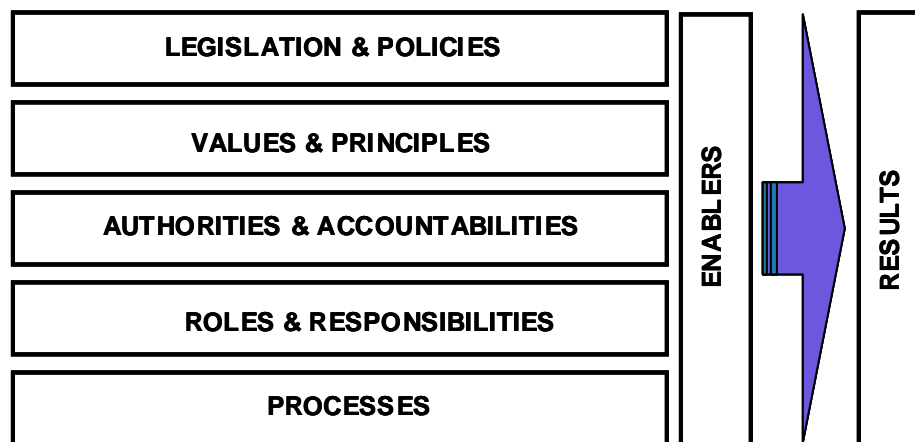 LEGISLATION & POLICIES
VALUES & PRINCIPLES
AUTHORITIES & ACCOUNTABILITIES
ROLES & RESPONSIBILITIES
PROCESSES
ENABLERS
RESULTS